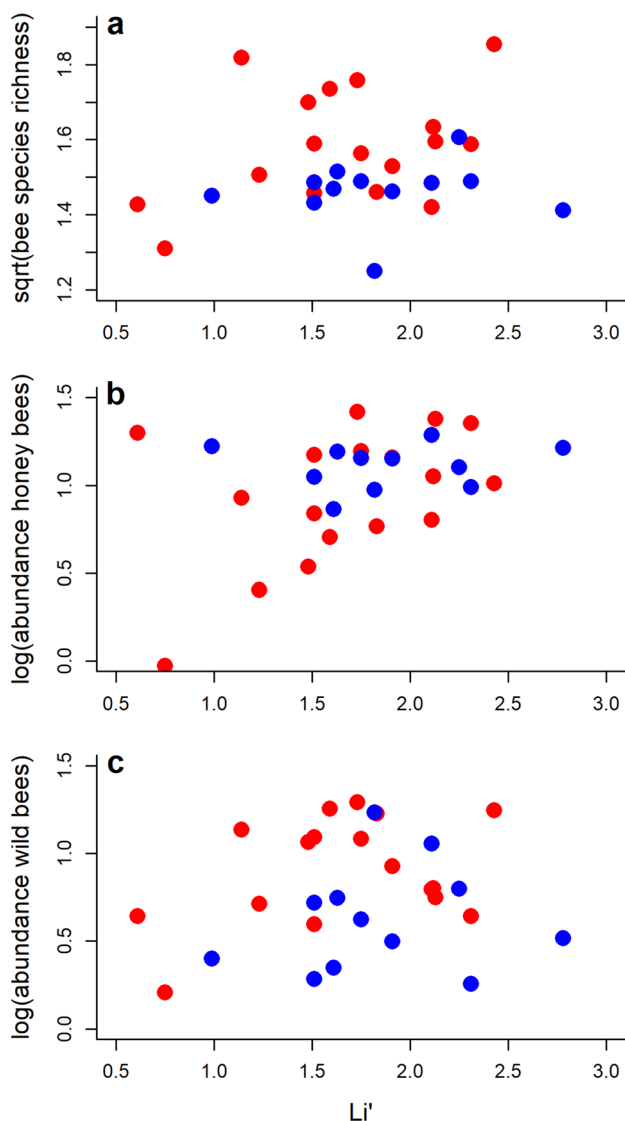 a
sqrt(bee species richness)
1.2 1.4 1.6 1.8
0.5 1.0 1.5 2.0 2.5 3.0
b
log(abundance honey bees)
0.0 0.5 1.0 1.5
0.5 1.0 1.5 2.0 2.5 3.0
c
log(abundance wild bees)
0.0 0.5 1.0 1.5
0.5 1.0 1.5 2.0 2.5 3.0
Li'